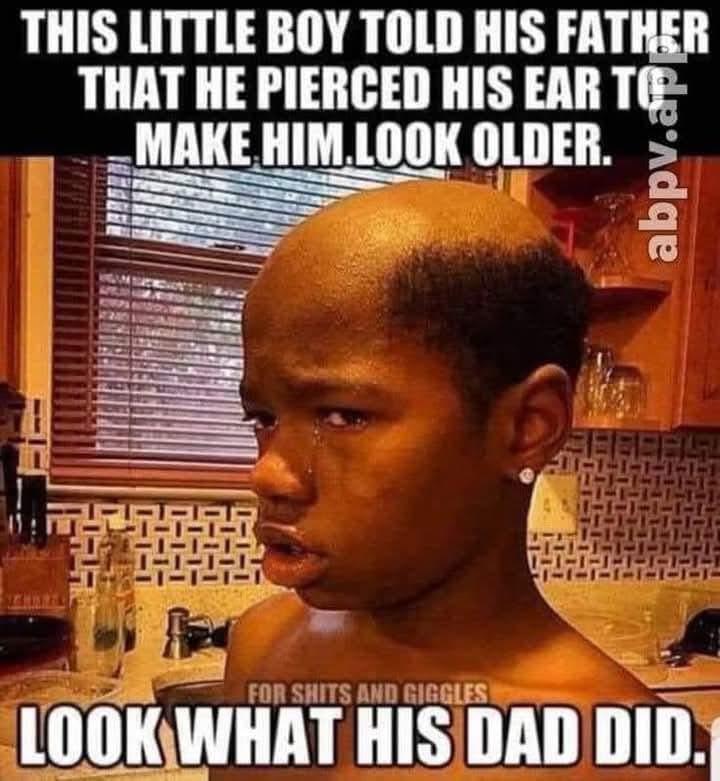 THIS LITTLE BOY TOLD HIS FATHER
THAT HE PIERCED HIS EAR TO
MAKE HIM.LOOK OLDER.
abpv.app
FOR SHITS AND GIGGLES
LOOK WHAT HIS DAD DID.